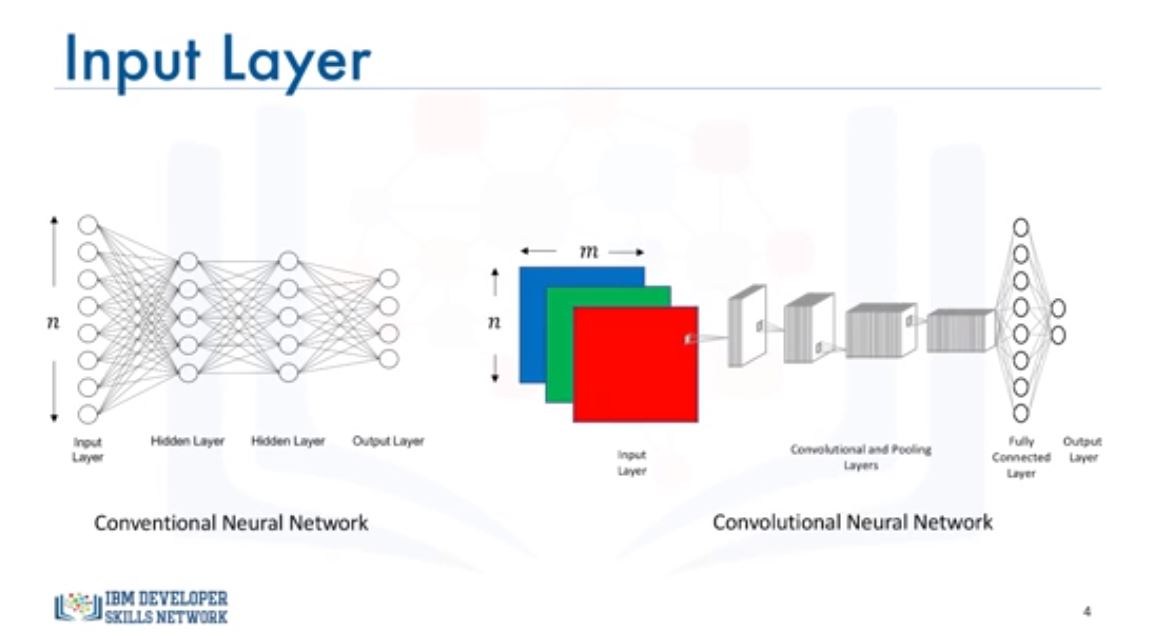 Input Layer
m
n
n
Input
Layer
Hidden Layer
Hidden Layer
Output Layer
Conventional Neural Network
Input
Layer
Convolutional and Pooling
Layers
Fully
Connected
Layer
Output
Layer
Convolutional Neural Network
IBM DEVELOPER
SKILLS NETWORK
4